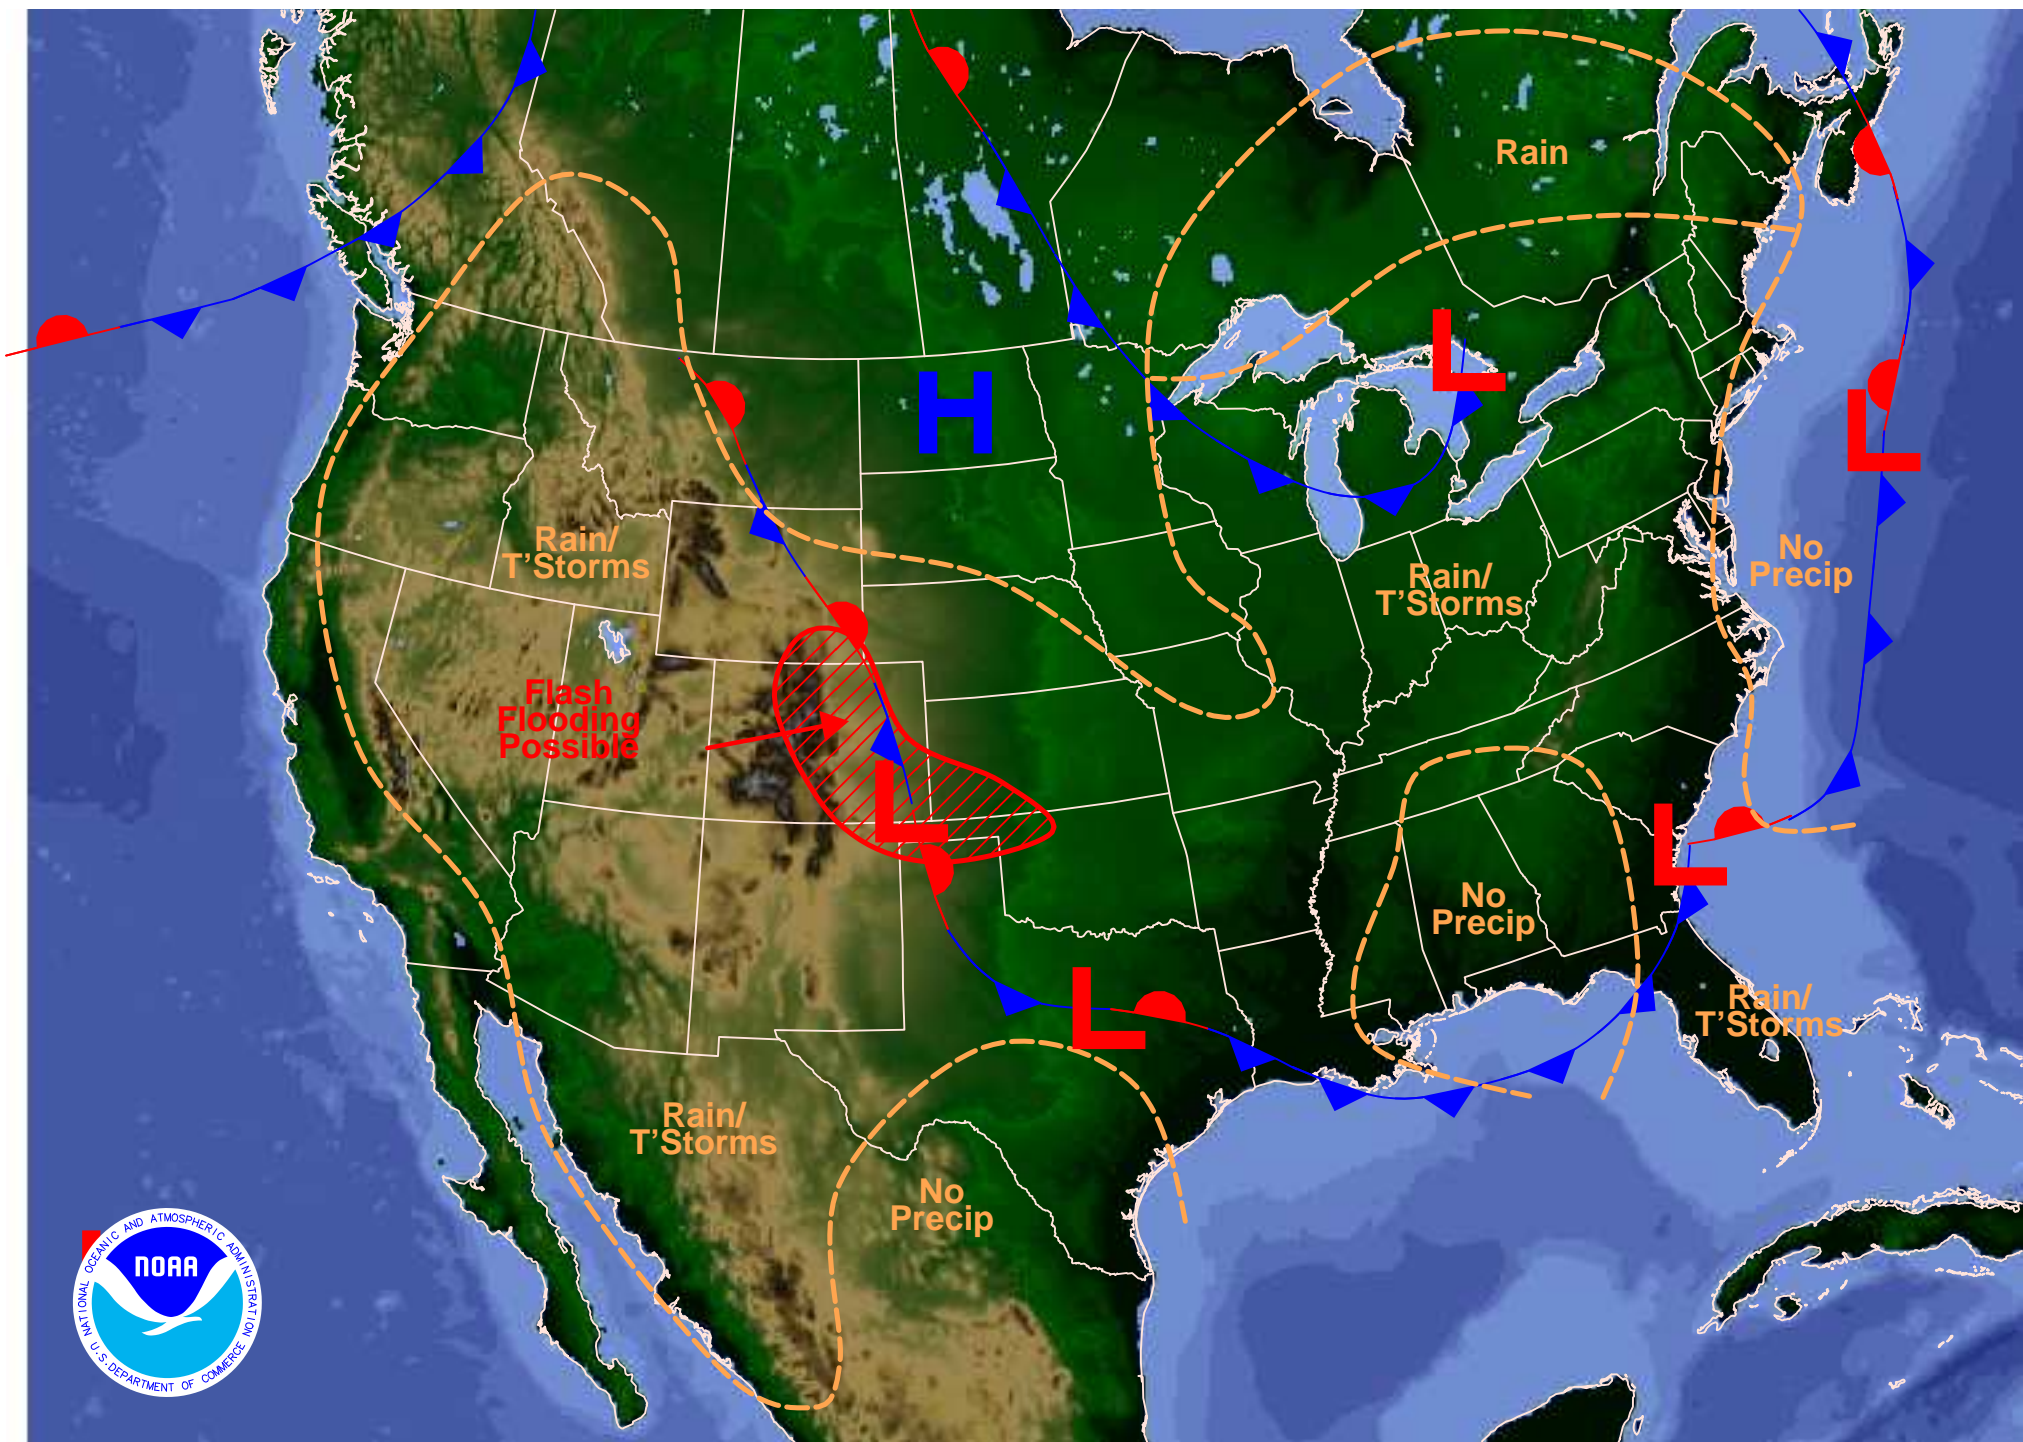 Rain
H
L
L
Rain/
T'Storms
No
Precip
Rain/
T'Storms
Flash
Flooding
Possible
L
L
No
Precip
L
Rain/
T'Storms
Rain/
T'Storms
No
Precip
NATIONAL OCEANIC AND ATMOSPHERIC ADMINISTRATION
NOAA
U.S. DEPARTMENT OF COMMERCE